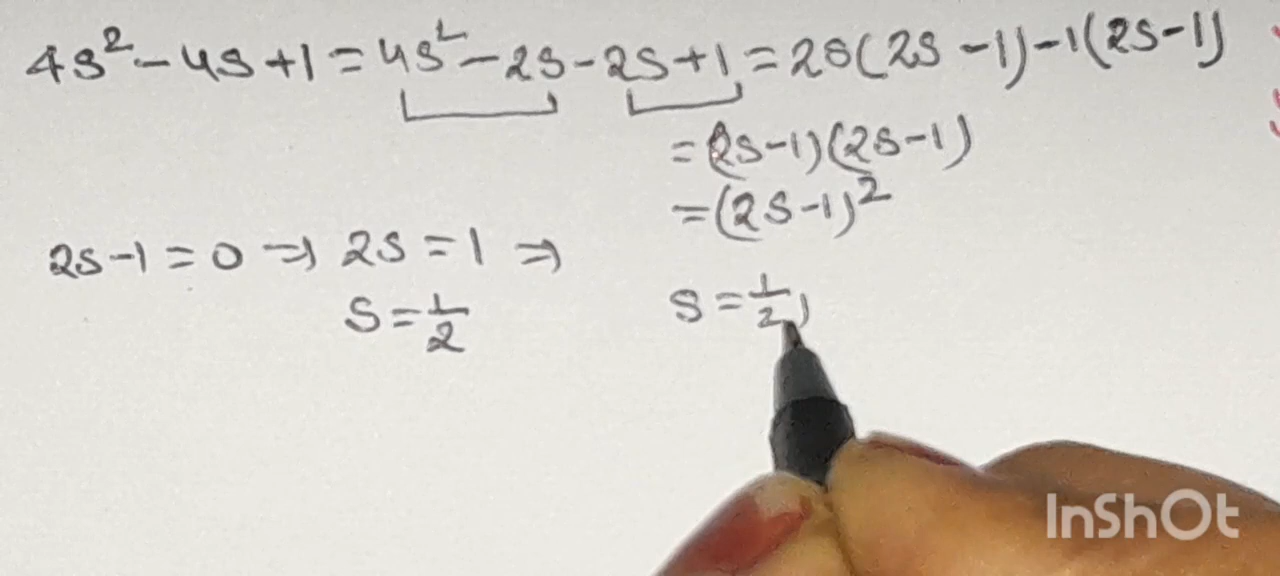 4s² - 4s + 1 = 4s² - 2s - 2s + 1 = 2s(2s - 1) - 1(2s - 1)
= (2s - 1)(2s - 1)
= (2s - 1)²
2s - 1 = 0 ⇒ 2s = 1 ⇒
s = 1/2
s = 1/2,
InShOt